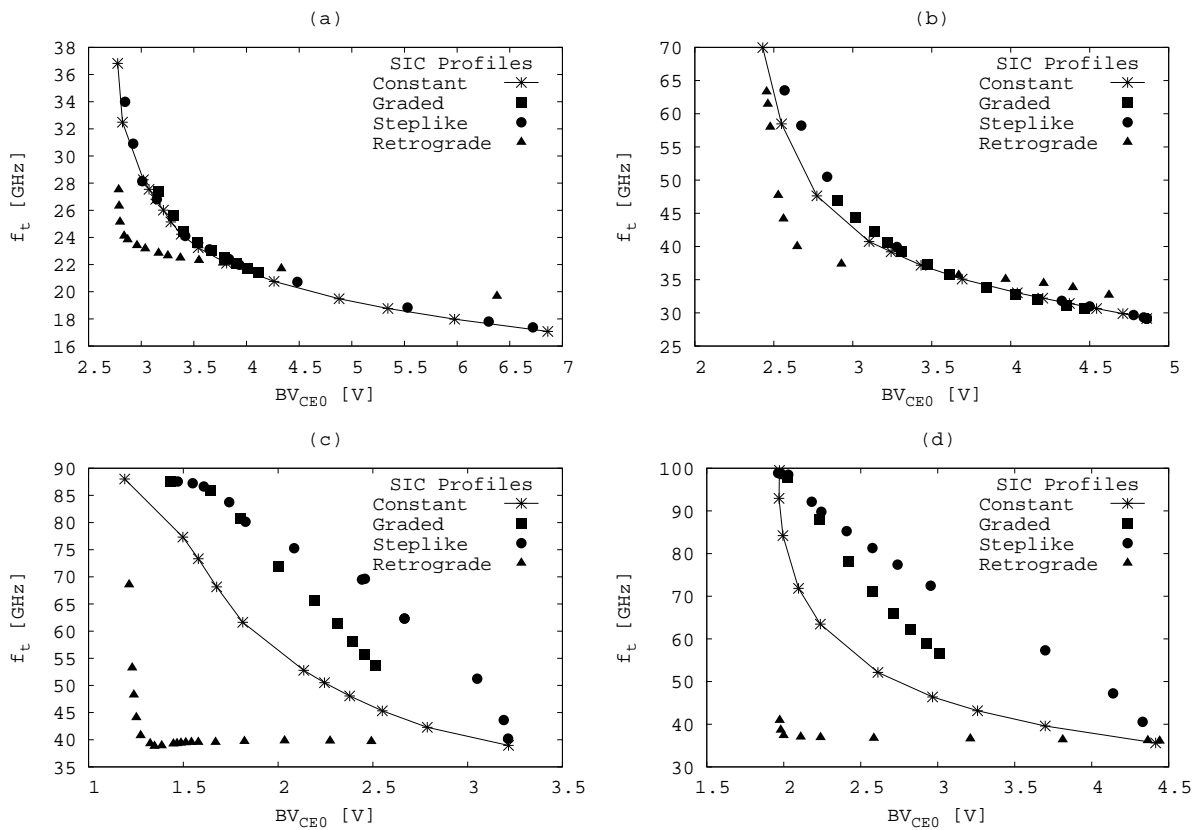 (a)
38
36
34
32
30
28
26
24
22
20
18
16
f_t [GHz]
SIC Profiles
Constant
Graded
Steplike
Retrograde
2.5 3 3.5 4 4.5 5 5.5 6 6.5 7
BV_CE0 [V]
(b)
70
65
60
55
50
45
40
35
30
25
f_t [GHz]
SIC Profiles
Constant
Graded
Steplike
Retrograde
2 2.5 3 3.5 4 4.5 5
BV_CE0 [V]
(c)
90
85
80
75
70
65
60
55
50
45
40
35
f_t [GHz]
SIC Profiles
Constant
Graded
Steplike
Retrograde
1 1.5 2 2.5 3 3.5
BV_CE0 [V]
(d)
100
90
80
70
60
50
40
30
f_t [GHz]
SIC Profiles
Constant
Graded
Steplike
Retrograde
1.5 2 2.5 3 3.5 4 4.5
BV_CE0 [V]